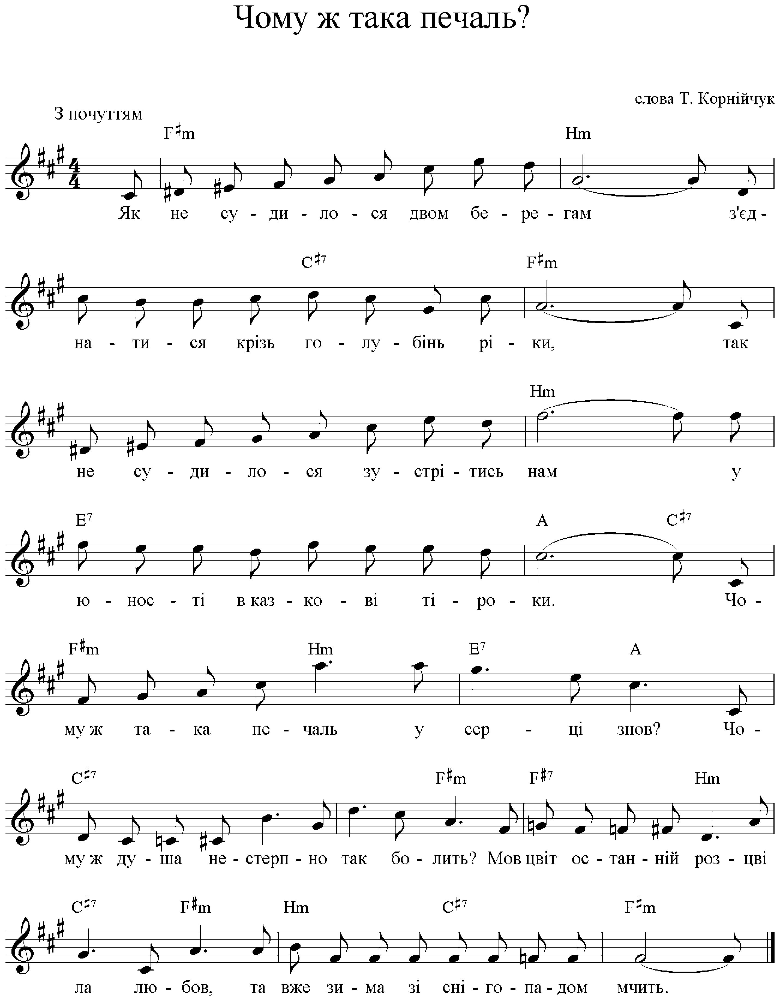 Чому ж така печаль?
слова Т. Корнійчук
З почуттям
F♯m Hm
Як не су - ди - ло - ся двом бе - ре - гам з'єд -
C♯7 F♯m
на - ти - ся крізь го - лу - бінь рі - ки, так
Hm
не су - ди - ло - ся зу - стрі - тись нам у
E7 A C♯7
ю - нос - ті в каз - ко - ві ті - ро - ки. Чо -
F♯m Hm E7 A
му ж та - ка пе - чаль у сер - ці знов? Чо -
C♯7 F♯m F♯7 Hm
му ж ду - ша не - стерп - но так бо - лить? Мов цвіт ос - тан - ній роз - цві
C♯7 F♯m Hm C♯7 F♯m
ла лю - бов, та вже зи - ма зі сні - го - па - дом мчить.